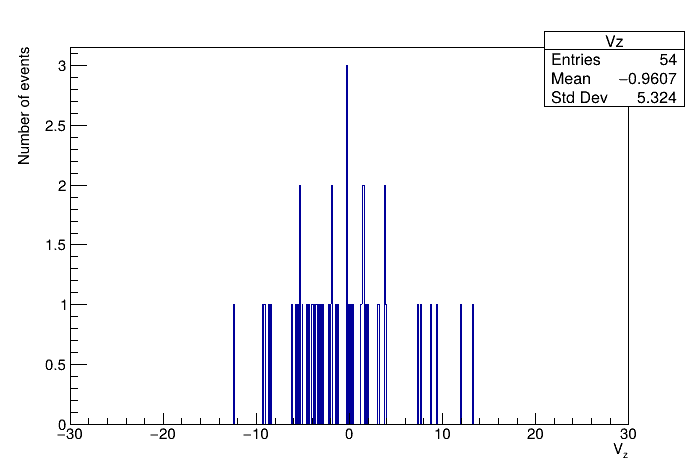 Vz
Entries 54
Mean −0.9607
Std Dev 5.324
Number of events
3
2.5
2
1.5
1
0.5
0
−30 −20 −10 0 10 20 30
Vz